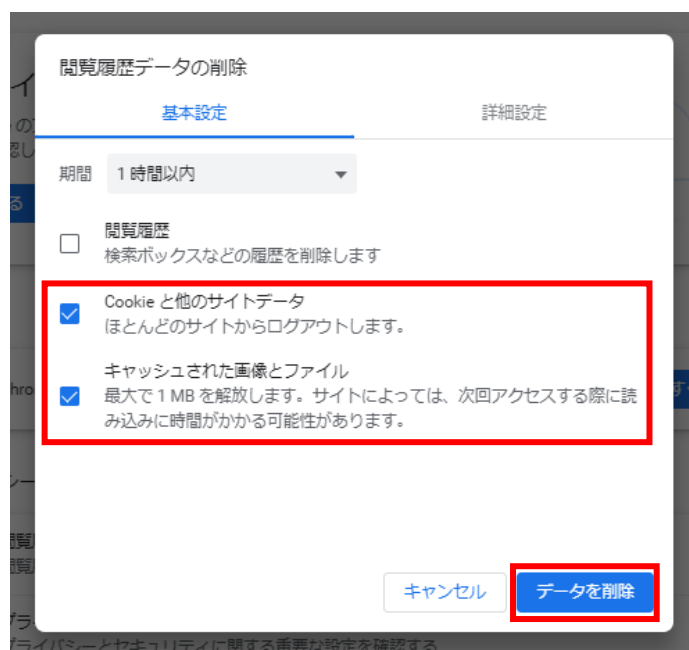 閲覧履歴データの削除
基本設定
詳細設定
期間 1 時間以内
閲覧履歴
検索ボックスなどの履歴を削除します
Cookie と他のサイトデータ
ほとんどのサイトからログアウトします。
キャッシュされた画像とファイル
最大で 1 MB を解放します。サイトによっては、次回アクセスする際に読
み込みに時間がかかる可能性があります。
キャンセル
データを削除
プライバシーとセキュリティに関する重要な設定を確認する